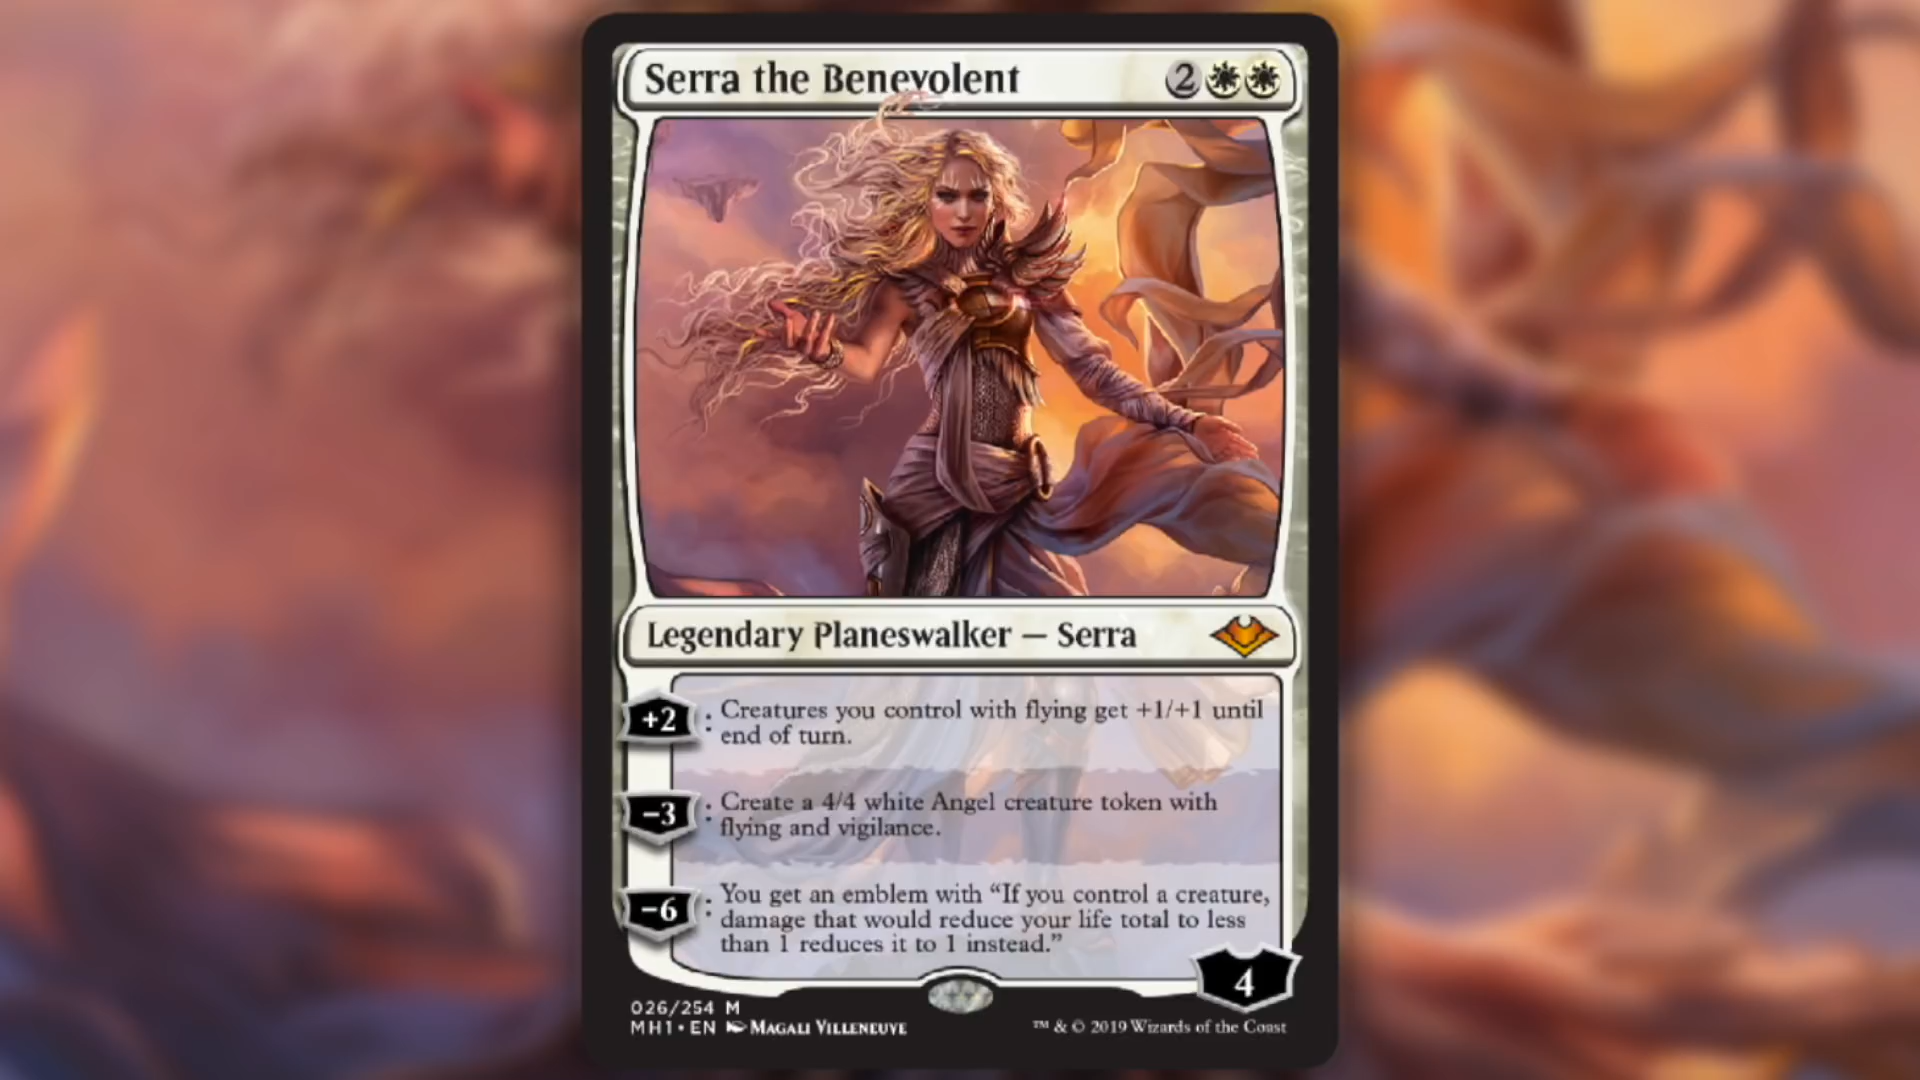 Serra the Benevolent 2
Legendary Planeswalker — Serra
+2 : Creatures you control with flying get +1/+1 until
end of turn.
−3 : Create a 4/4 white Angel creature token with
flying and vigilance.
−6 : You get an emblem with “If you control a creature,
damage that would reduce your life total to less
than 1 reduces it to 1 instead.”
4
026/254 M
MH1 • EN Magali Villeneuve
™ & © 2019 Wizards of the Coast